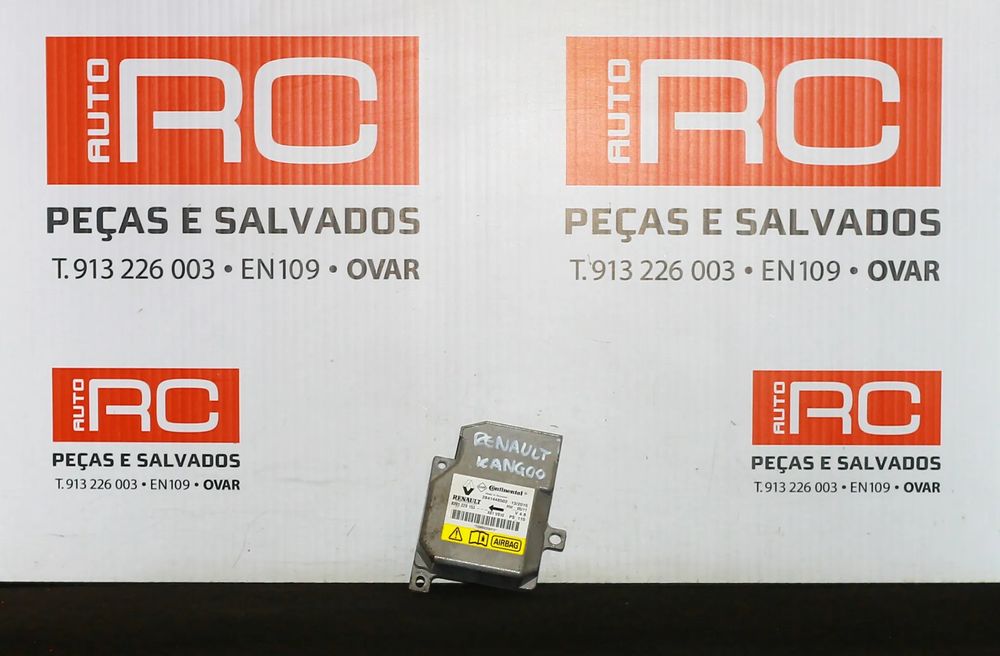 AUTO RC
PEÇAS E SALVADOS
T.913 226 003 • EN109 • OVAR
AUTO RC
PEÇAS E SALVADOS
T.913 226 003 • EN109 • OVAR
AUTO RC
PEÇAS E SALVADOS
T.913 226 003 • EN109 • OVAR
AUTO RC
PEÇAS E SALVADOS
T.913 226 003 • EN109 • OVAR
RENAULT
KANGOO
Continental
RENAULT
AIRBAG